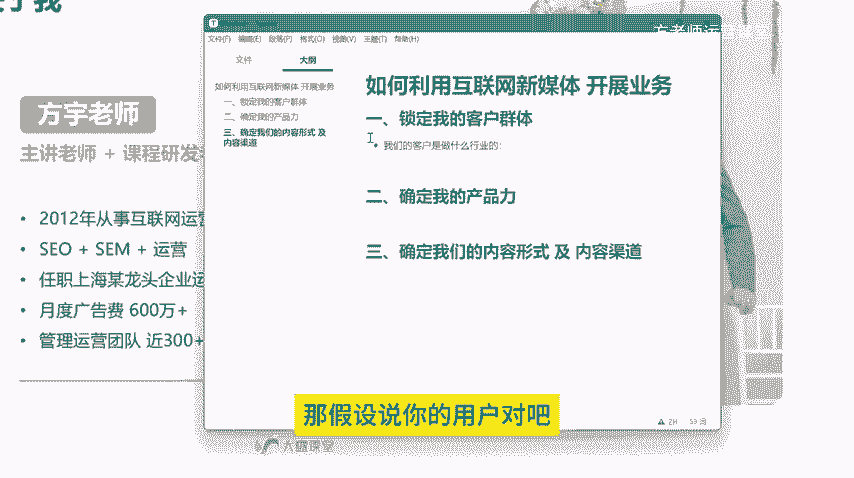 于我
方老师运营课堂
文件(F) 编辑(E) 段落(P) 格式(O) 视图(V) 主题(T) 帮助(H)
文件 大纲
如何利用互联网新媒体 开展业务
一、锁定我的客户群体
二、确定我的产品力
三、确定我们的内容形式 及
内容渠道
如何利用互联网新媒体 开展业务
一、锁定我的客户群体
• 我们的客户是做什么行业的:
二、确定我的产品力
三、确定我们的内容形式 及 内容渠道
ZH 59 词
方宇老师
主讲老师 + 课程研发
• 2012年从事互联网运营
• SEO + SEM + 运营
• 任职上海某龙头企业运
• 月度广告费 600万+
• 管理运营团队 近300+
那假设说你的用户对吧
课堂